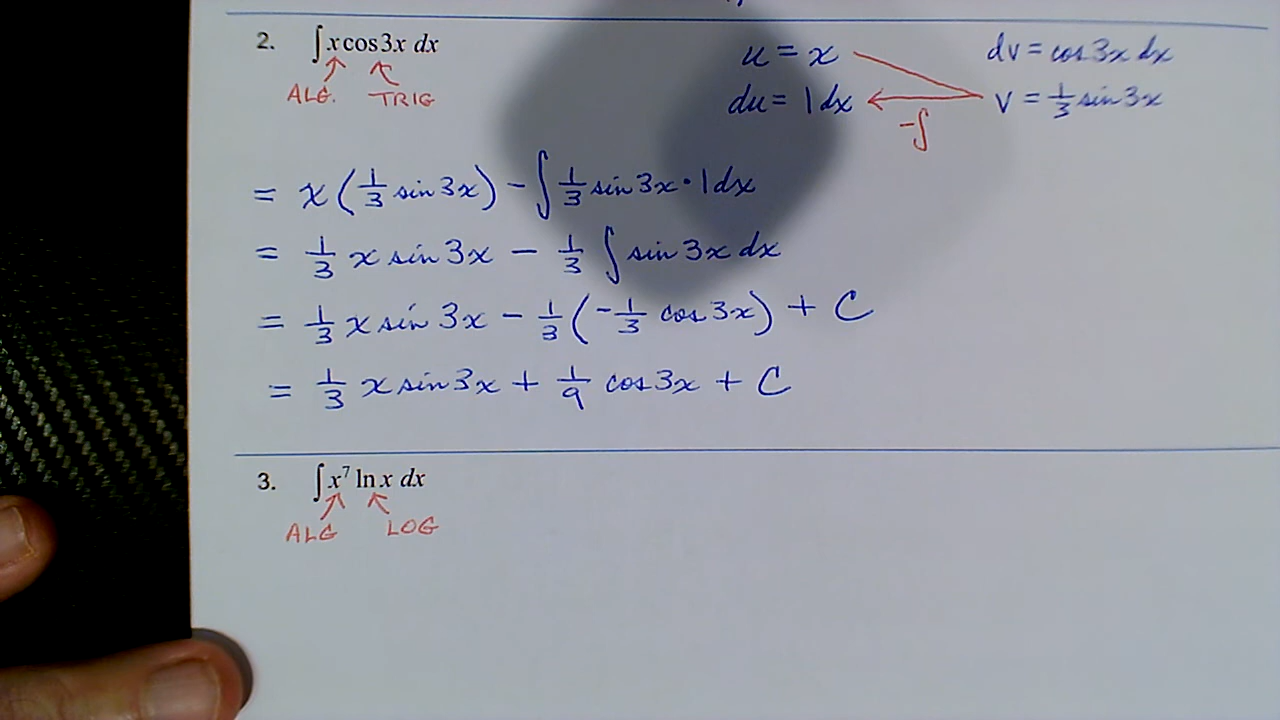 2. ∫ x cos 3x dx
ALG. TRIG
u = x dv = cos 3x dx
du = 1 dx v = 1/3 sin 3x
-∫
= x (1/3 sin 3x) - ∫ 1/3 sin 3x • 1 dx
= 1/3 x sin 3x - 1/3 ∫ sin 3x dx
= 1/3 x sin 3x - 1/3 (-1/3 cos 3x) + C
= 1/3 x sin 3x + 1/9 cos 3x + C
3. ∫ x⁷ ln x dx
ALG LOG